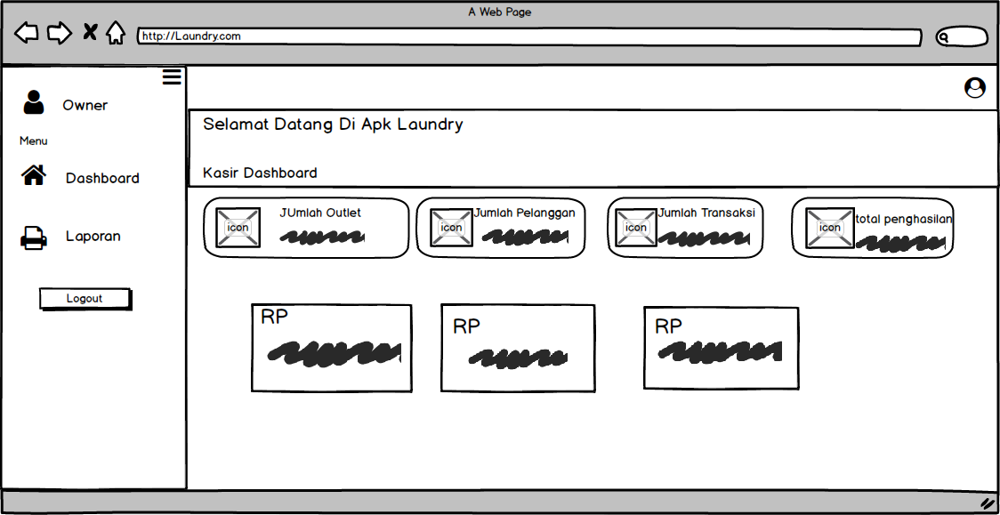 A Web Page
http://Laundry.com
Owner
Menu
Dashboard
Laporan
Logout
Selamat Datang Di Apk Laundry
Kasir Dashboard
icon
JUmlah Outlet
icon
Jumlah Pelanggan
icon
Jumlah Transaksi
icon
total penghasilan
RP
RP
RP